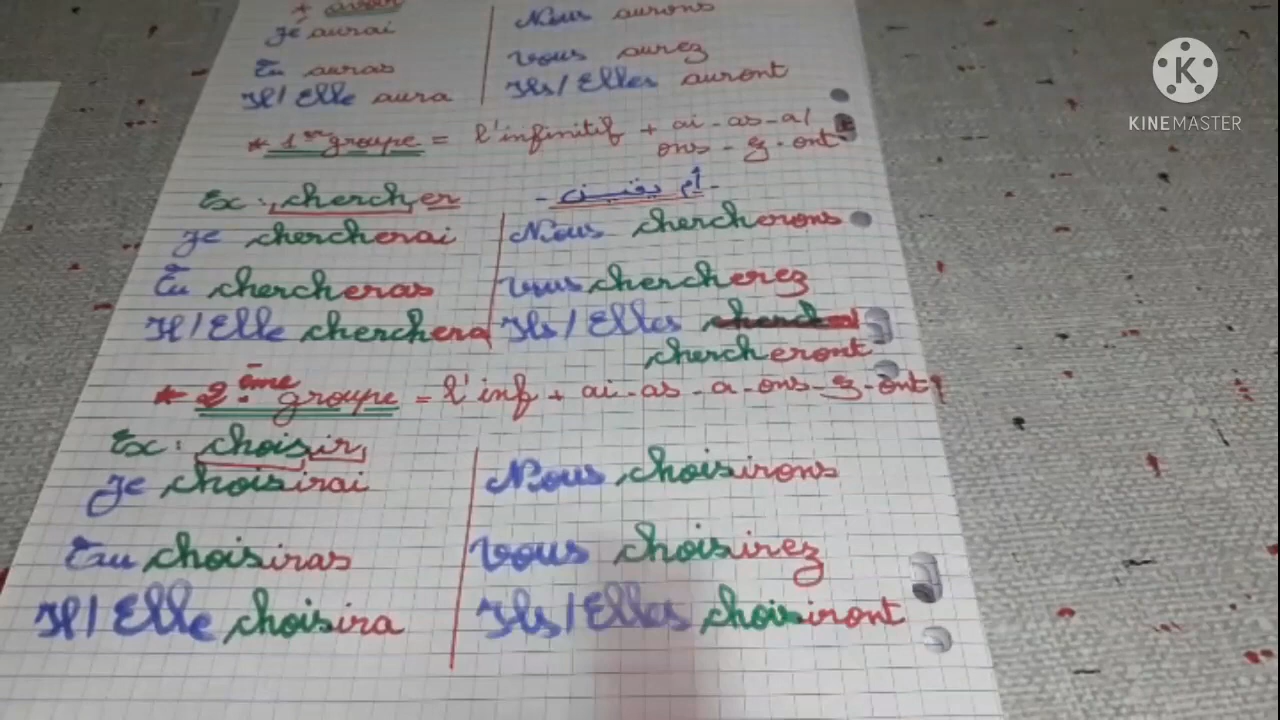 * avoir
J'aurai | Nous aurons
Tu auras | Vous aurez
Il/Elle aura | Ils/Elles auront
* 1er groupe = l'infinitif + ai - as - a /
ons - ez - ont
Ex : chercher
Je chercherai | Nous chercherons
Tu chercheras | Vous chercherez
Il/Elle cherchera | Ils/Elles
chercheront
* 2ème groupe = l'inf + ai - as - a - ons - ez - ont
Ex : choisir
Je choisirai | Nous choisirons
Tu choisiras | Vous choisirez
Il/Elle choisira | Ils/Elles choisiront
KINEMASTER